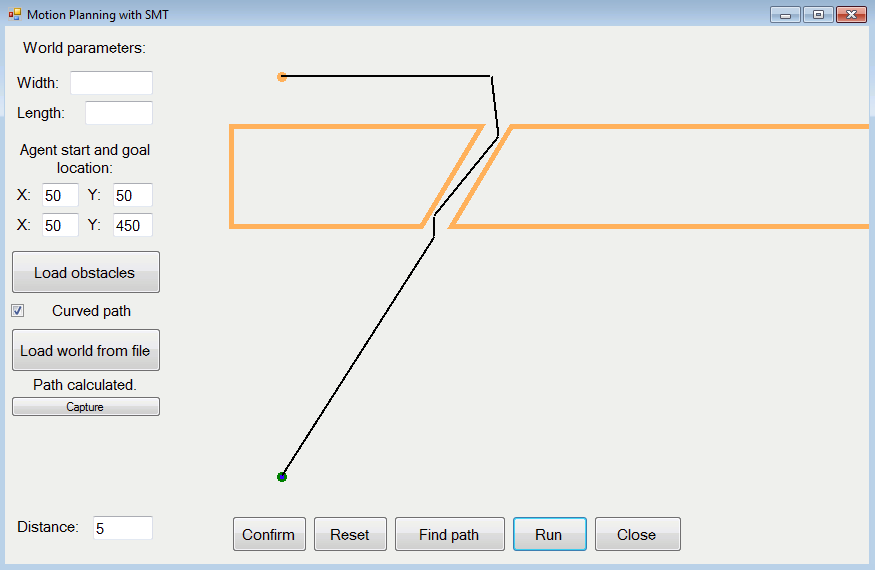 Motion Planning with SMT
World parameters:
Width:
Length:
Agent start and goal
location:
X: 50 Y: 50
X: 50 Y: 450
Load obstacles
Curved path
Load world from file
Path calculated.
Capture
Distance: 5
Confirm Reset Find path Run Close